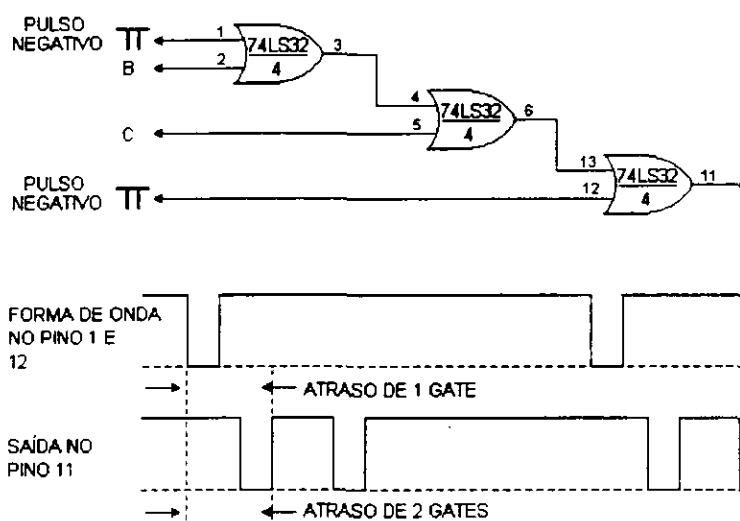 PULSO
NEGATIVO
1
2
B
74LS32
4
3
4
5
C
74LS32
4
6
13
12
74LS32
4
11
PULSO
NEGATIVO
FORMA DE ONDA
NO PINO 1 E
12
ATRASO DE 1 GATE
SAÍDA NO
PINO 11
ATRASO DE 2 GATES